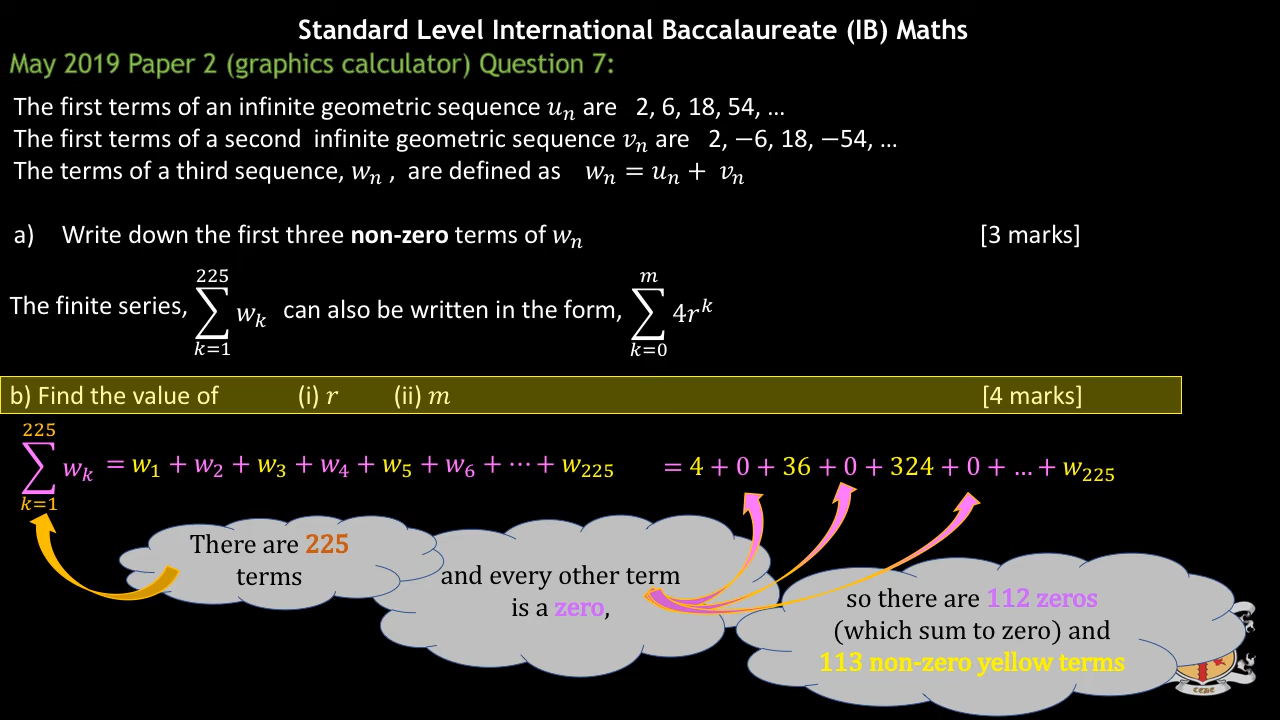 Standard Level International Baccalaureate (IB) Maths
May 2019 Paper 2 (graphics calculator) Question 7:
The first terms of an infinite geometric sequence uₙ are 2, 6, 18, 54, …
The first terms of a second infinite geometric sequence vₙ are 2, −6, 18, −54, …
The terms of a third sequence, wₙ , are defined as wₙ = uₙ + vₙ
a) Write down the first three non-zero terms of wₙ [3 marks]
The finite series, ∑_{k=1}^{225} w_k can also be written in the form, ∑_{k=0}^{m} 4r^k
b) Find the value of (i) r (ii) m [4 marks]
∑_{k=1}^{225} w_k = w₁ + w₂ + w₃ + w₄ + w₅ + w₆ + ⋯ + w₂₂₅ = 4 + 0 + 36 + 0 + 324 + 0 + … + w₂₂₅
There are 225
terms
and every other term
is a zero,
so there are 112 zeros
(which sum to zero) and
113 non-zero yellow terms
CEDE